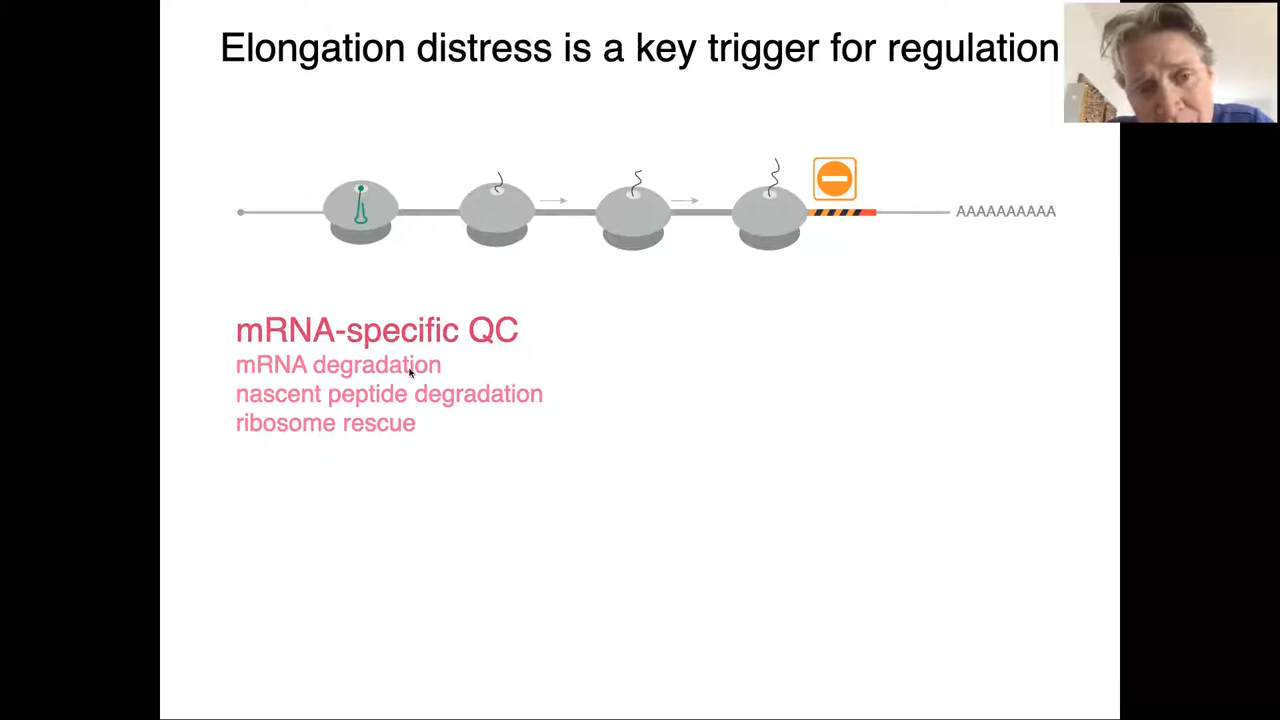 Elongation distress is a key trigger for regulation
AAAAAAAAAA
mRNA-specific QC
mRNA degradation
nascent peptide degradation
ribosome rescue